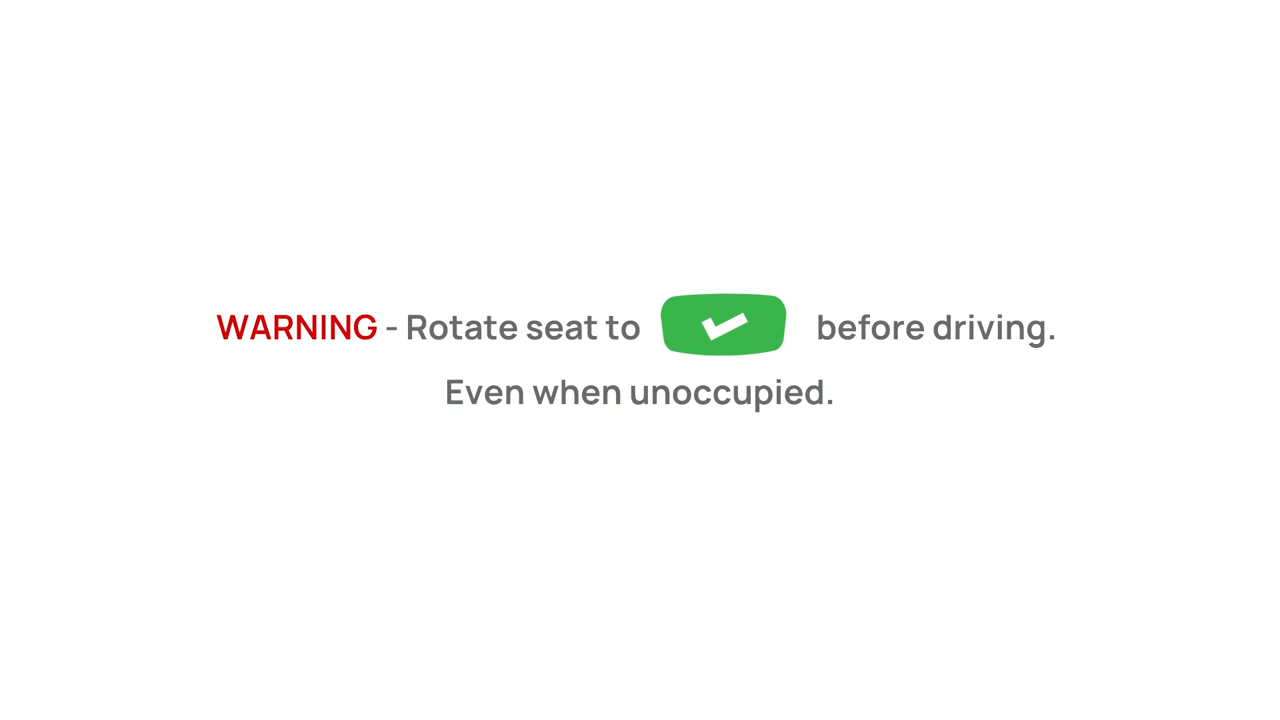 WARNING - Rotate seat to ✓ before driving.
Even when unoccupied.